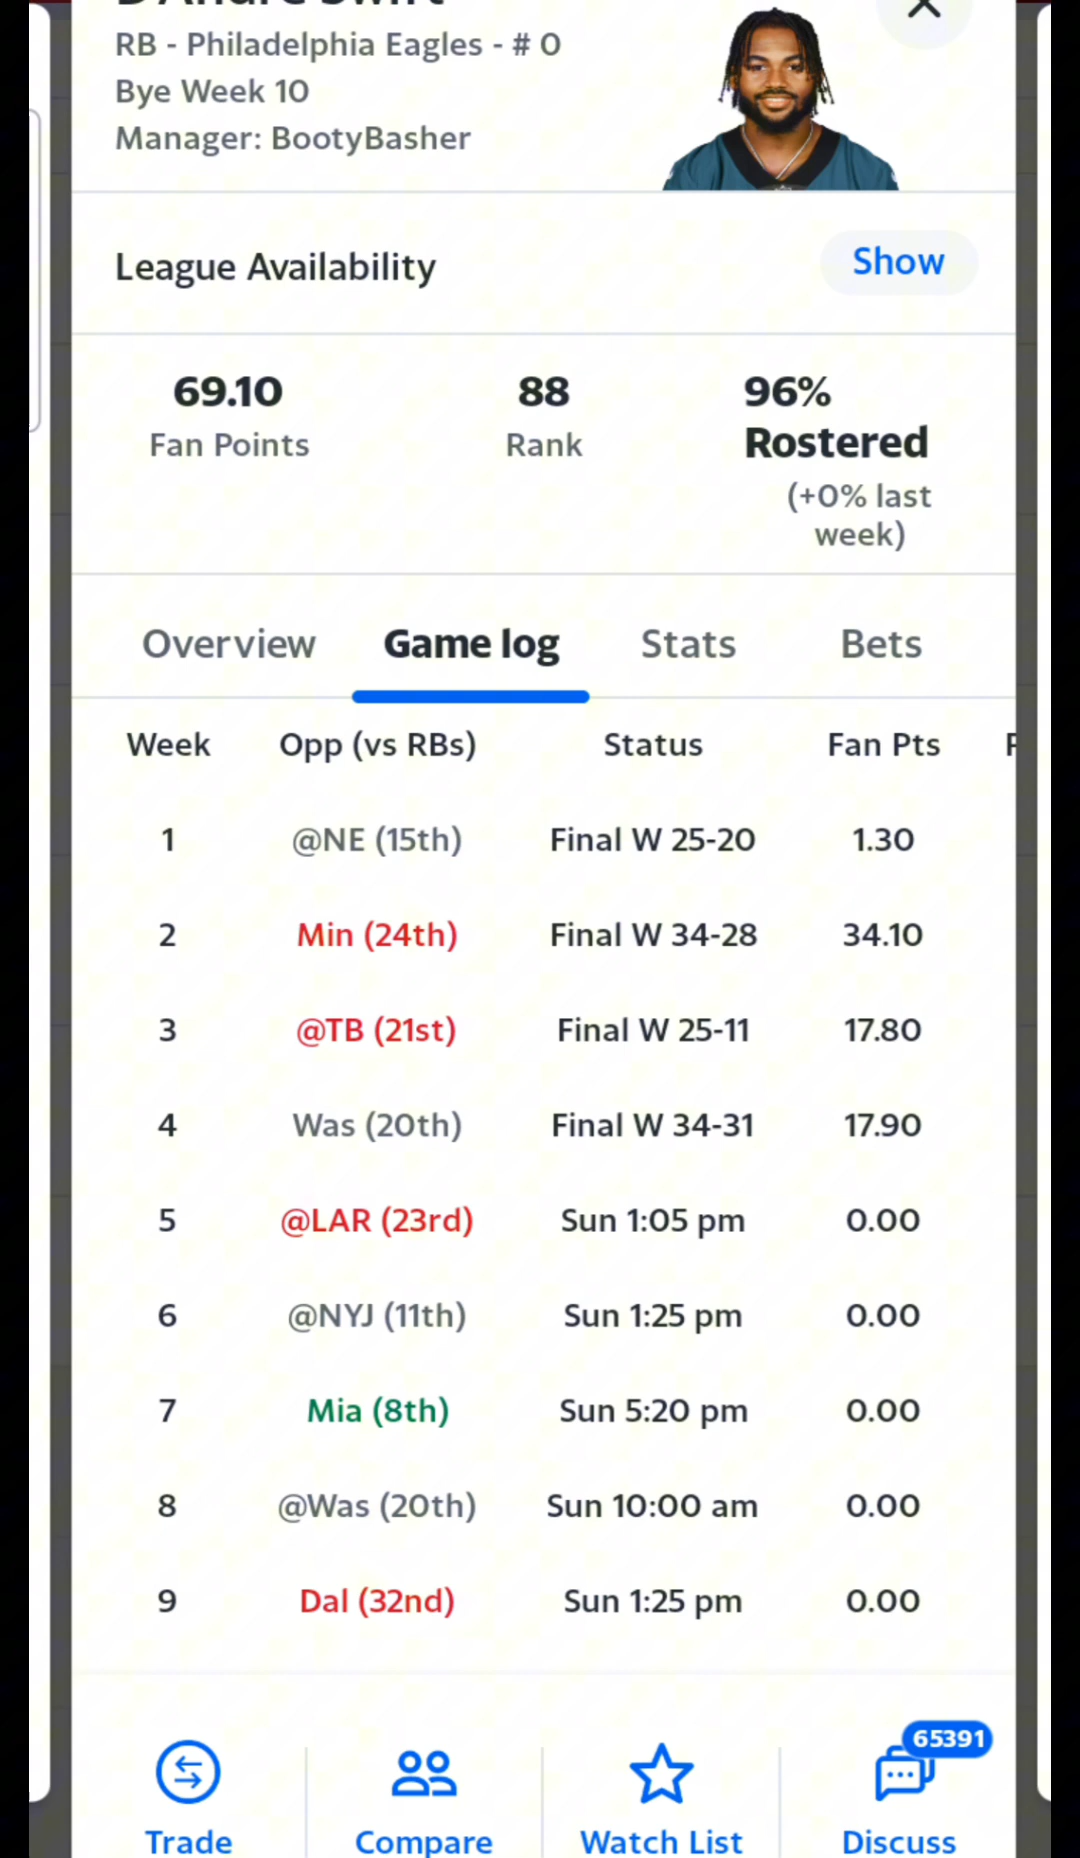 D'Andre Swift
RB - Philadelphia Eagles - # 0
Bye Week 10
Manager: BootyBasher
League Availability
Show
69.10
Fan Points
88
Rank
96%
Rostered
(+0% last
week)
Overview Game log Stats Bets
Week Opp (vs RBs) Status Fan Pts
1 @NE (15th) Final W 25-20 1.30
2 Min (24th) Final W 34-28 34.10
3 @TB (21st) Final W 25-11 17.80
4 Was (20th) Final W 34-31 17.90
5 @LAR (23rd) Sun 1:05 pm 0.00
6 @NYJ (11th) Sun 1:25 pm 0.00
7 Mia (8th) Sun 5:20 pm 0.00
8 @Was (20th) Sun 10:00 am 0.00
9 Dal (32nd) Sun 1:25 pm 0.00
65391
Trade Compare Watch List Discuss